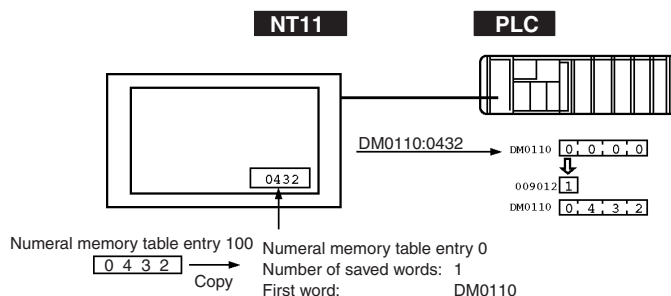 NT11 PLC
DM0110:0432
DM0110 0 0 0 0
0432
009012 1
DM0110 0 4 3 2
Numeral memory table entry 100
0 4 3 2
Copy
Numeral memory table entry 0
Number of saved words: 1
First word: DM0110